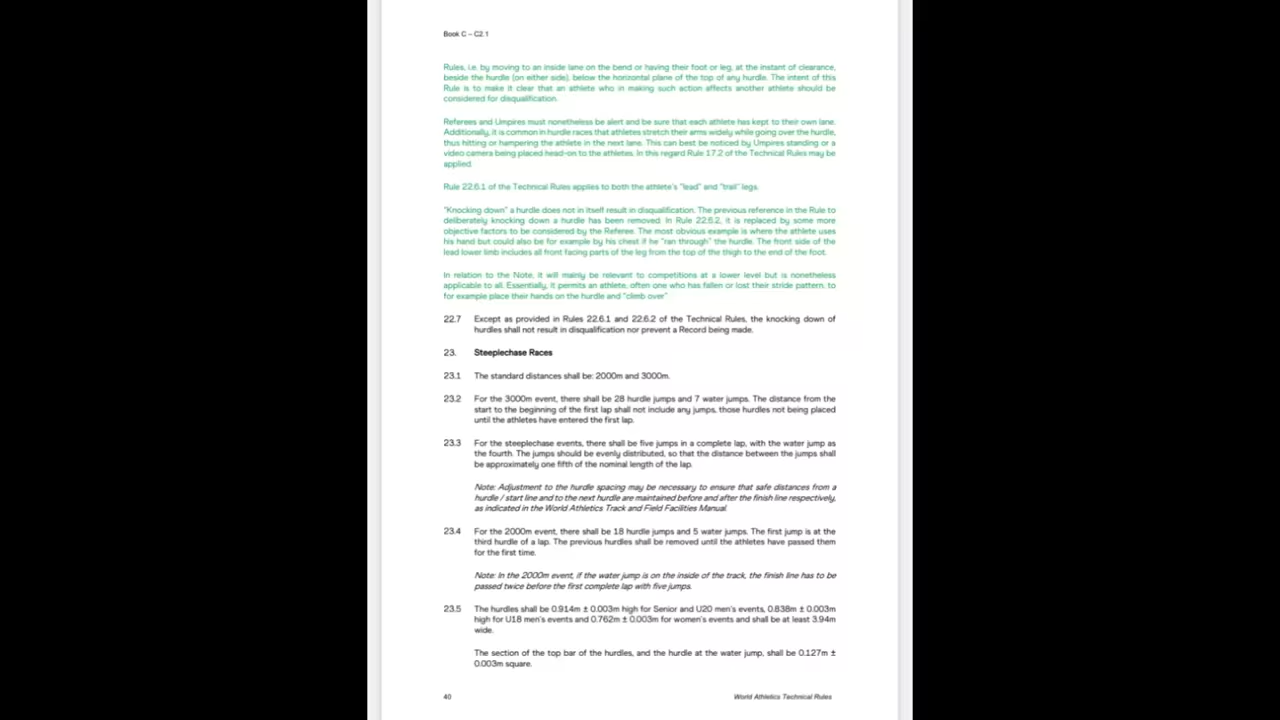 Book C – C2.1
Rules, i.e. by moving to an inside lane on the bend or having their foot or leg, at the instant of clearance,
beside the hurdle (on either side), below the horizontal plane of the top of any hurdle. The intent of this
Rule is to make it clear that an athlete who in making such action affects another athlete should be
considered for disqualification.
Referees and Umpires must nonetheless be alert and be sure that each athlete has kept to their own lane.
Additionally, it is common in hurdle races that athletes stretch their arms widely while going over the hurdle,
thus hitting or hampering the athlete in the next lane. This can best be noticed by Umpires standing or a
video camera being placed head-on to the athletes. In this regard Rule 17.2 of the Technical Rules may be
applied.
Rule 22.6.1 of the Technical Rules applies to both the athlete's "lead" and "trail" legs.
"Knocking down" a hurdle does not in itself result in disqualification. The previous reference in the Rule to
deliberately knocking down a hurdle has been removed. In Rule 22.6.2, it is replaced by some more
objective factors to be considered by the Referee. The most obvious example is where the athlete uses
his hand but could also be for example by his chest if he "ran through" the hurdle. The front side of the
lead lower limb includes all front facing parts of the leg from the top of the thigh to the end of the foot.
In relation to the Note, it will mainly be relevant to competitions at a lower level but is nonetheless
applicable to all. Essentially, it permits an athlete, often one who has fallen or lost their stride pattern, to
for example place their hands on the hurdle and "climb over"
22.7 Except as provided in Rules 22.6.1 and 22.6.2 of the Technical Rules, the knocking down of
hurdles shall not result in disqualification nor prevent a Record being made.
23. Steeplechase Races
23.1 The standard distances shall be: 2000m and 3000m.
23.2 For the 3000m event, there shall be 28 hurdle jumps and 7 water jumps. The distance from the
start to the beginning of the first lap shall not include any jumps, those hurdles not being placed
until the athletes have entered the first lap.
23.3 For the steeplechase events, there shall be five jumps in a complete lap, with the water jump as
the fourth. The jumps should be evenly distributed, so that the distance between the jumps shall
be approximately one fifth of the nominal length of the lap.
Note: Adjustment to the hurdle spacing may be necessary to ensure that safe distances from a
hurdle / start line and to the next hurdle are maintained before and after the finish line respectively,
as indicated in the World Athletics Track and Field Facilities Manual.
23.4 For the 2000m event, there shall be 18 hurdle jumps and 5 water jumps. The first jump is at the
third hurdle of a lap. The previous hurdles shall be removed until the athletes have passed them
for the first time.
Note: In the 2000m event, if the water jump is on the inside of the track, the finish line has to be
passed twice before the first complete lap with five jumps.
23.5 The hurdles shall be 0.914m ± 0.003m high for Senior and U20 men's events, 0.838m ± 0.003m
high for U18 men's events and 0.762m ± 0.003m for women's events and shall be at least 3.94m
wide.
The section of the top bar of the hurdles, and the hurdle at the water jump, shall be 0.127m ±
0.003m square.
40 World Athletics Technical Rules